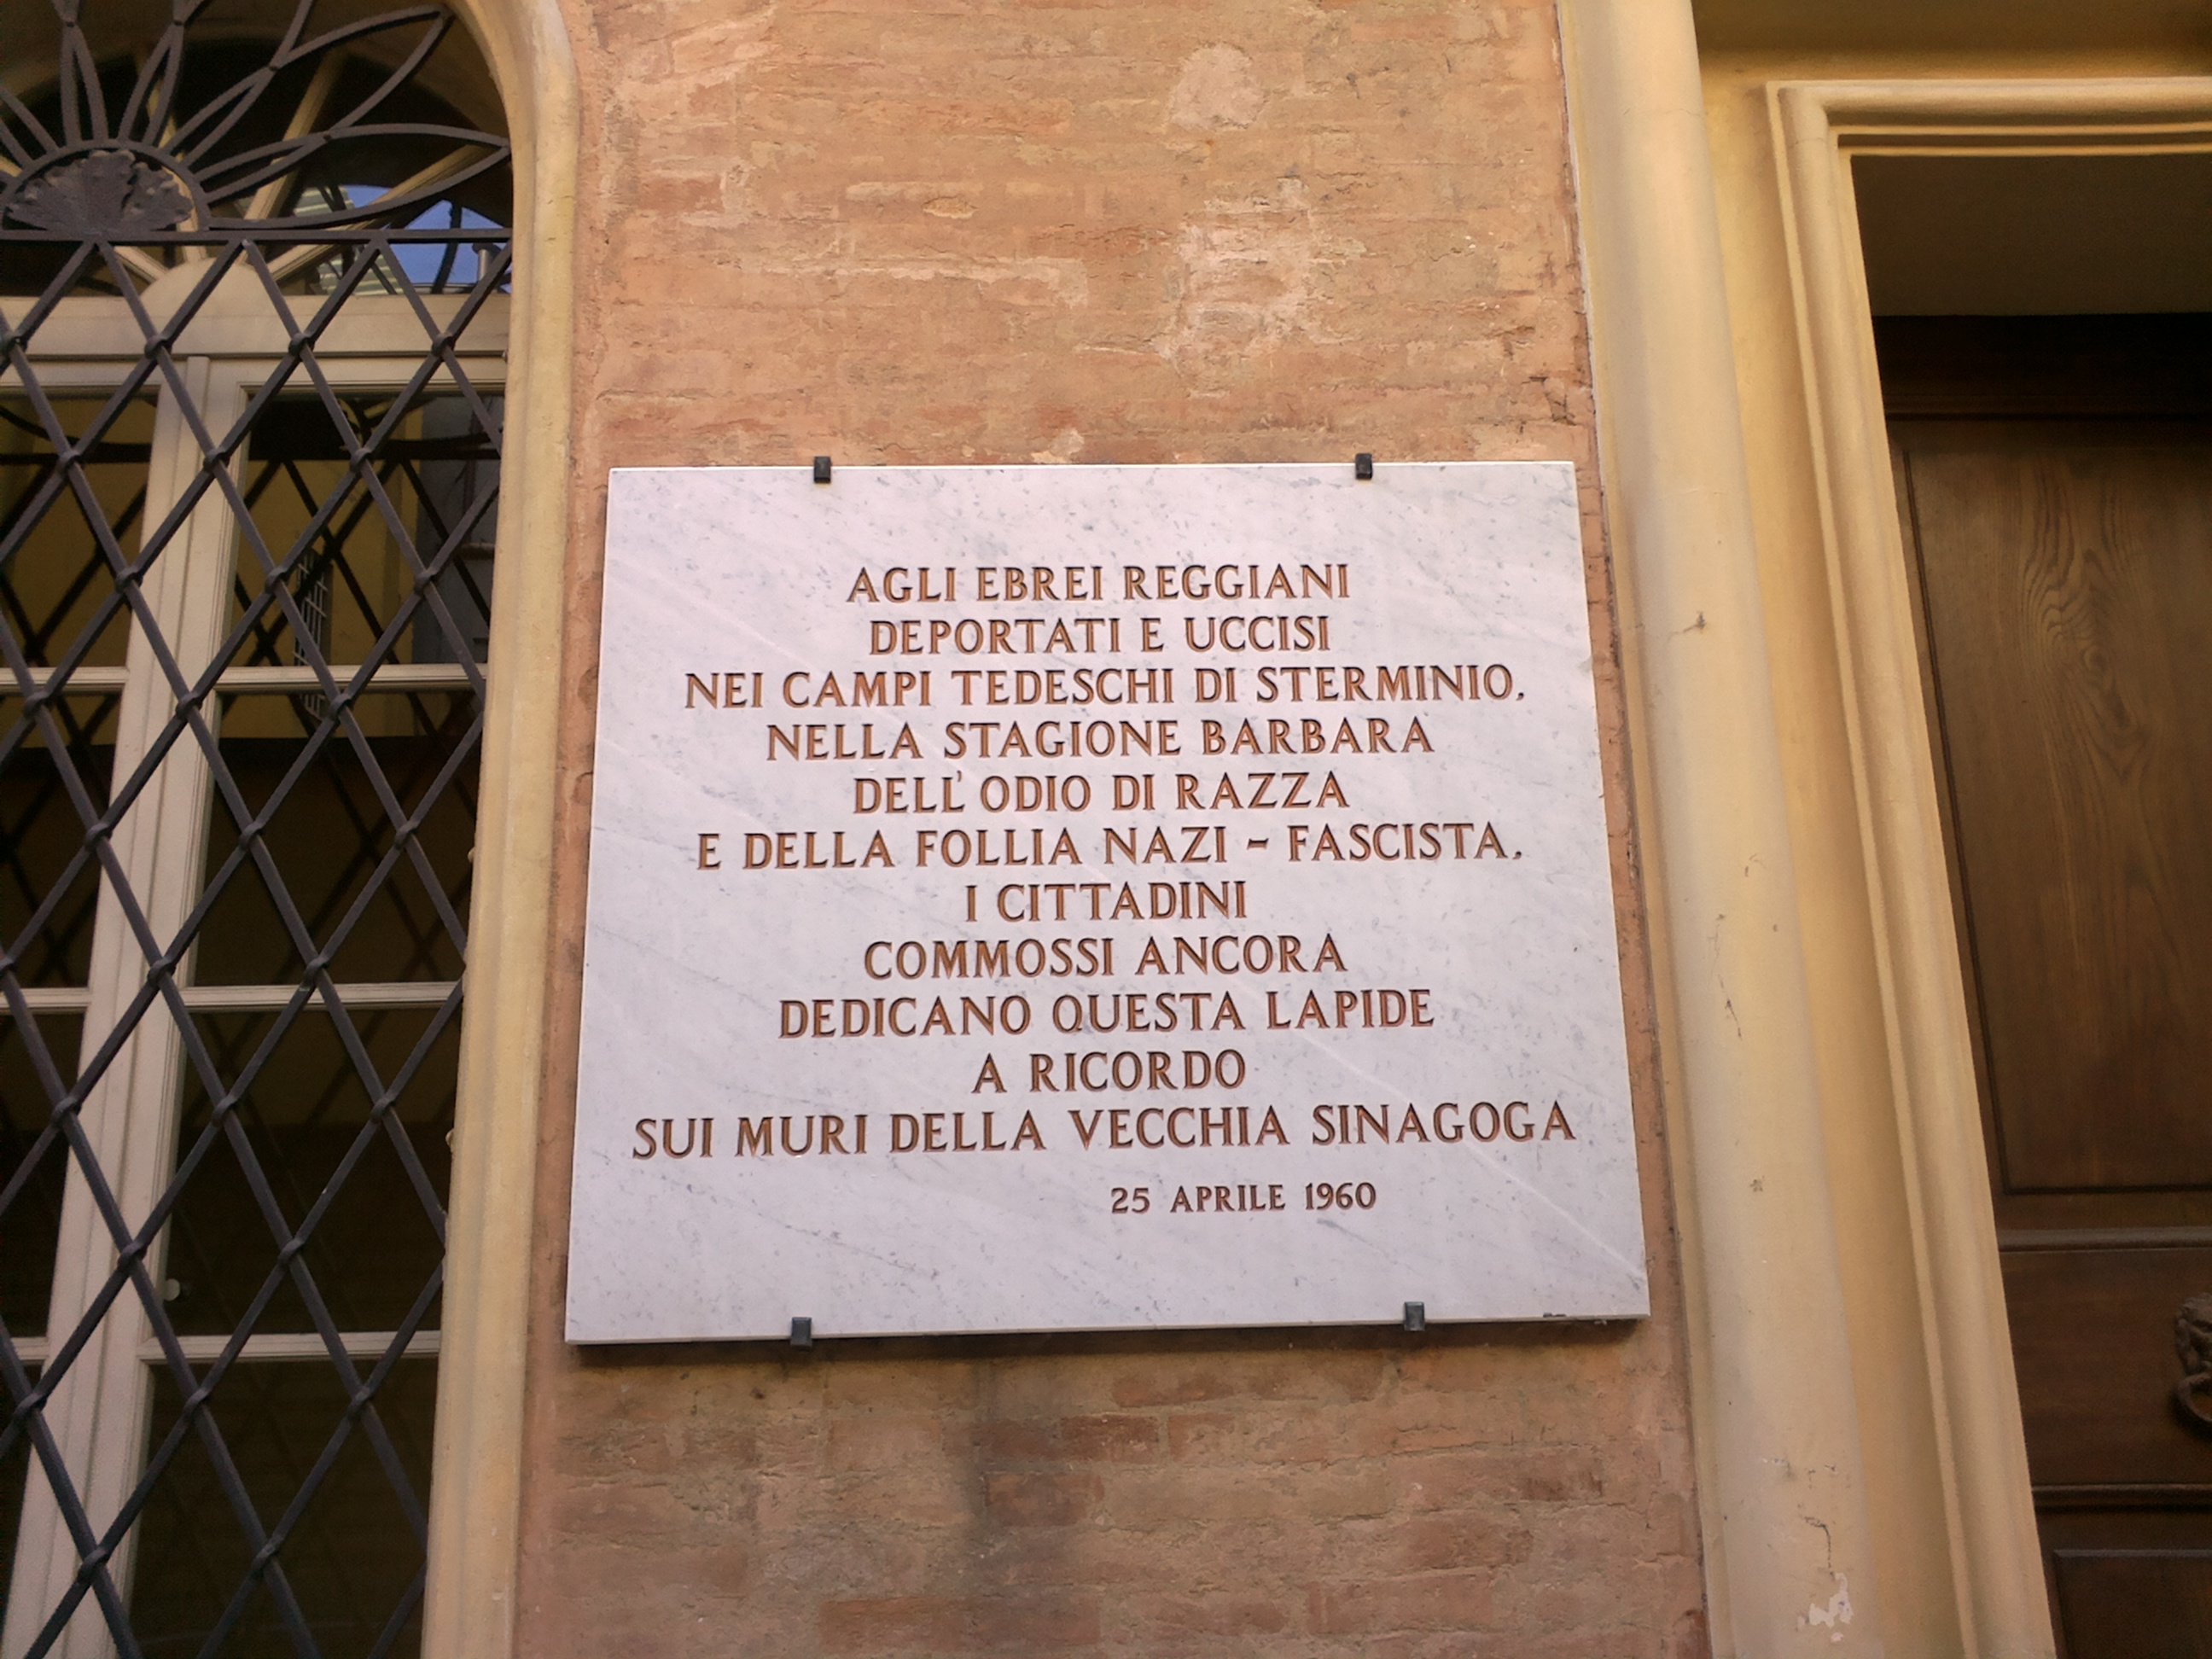 AGLI EBREI REGGIANI
DEPORTATI E UCCISI
NEI CAMPI TEDESCHI DI STERMINIO,
NELLA STAGIONE BARBARA
DELL'ODIO DI RAZZA
E DELLA FOLLIA NAZI - FASCISTA,
I CITTADINI
COMMOSSI ANCORA
DEDICANO QUESTA LAPIDE
A RICORDO
SUI MURI DELLA VECCHIA SINAGOGA
25 APRILE 1960